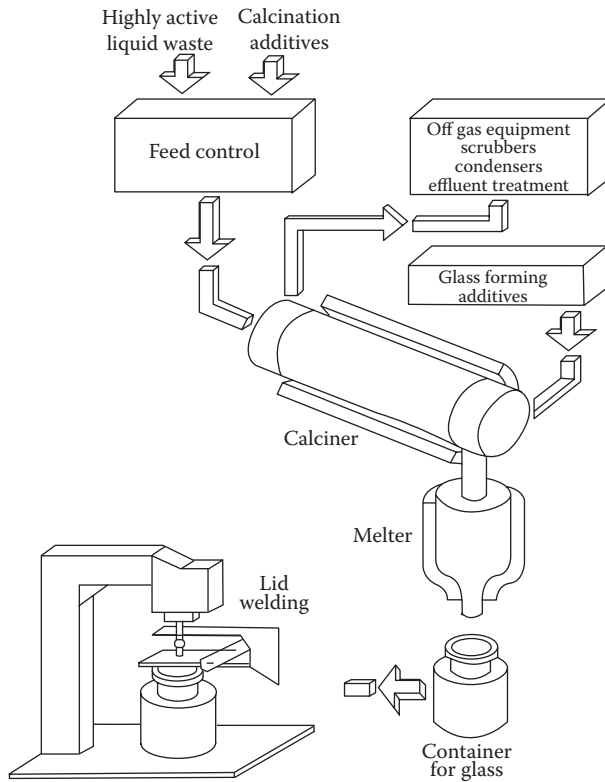 Highly active
liquid waste
Calcination
additives
Feed control
Off gas equipment
scrubbers
condensers
effluent treatment
Glass forming
additives
Calciner
Melter
Lid
welding
Container
for glass